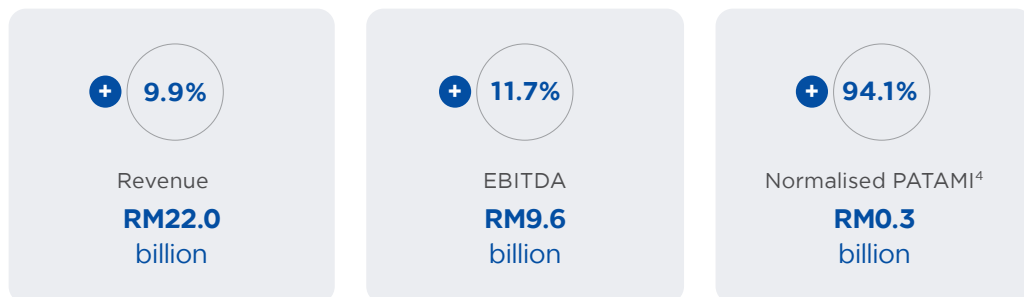 + 9.9%
Revenue
RM22.0
billion
+ 11.7%
EBITDA
RM9.6
billion
+ 94.1%
Normalised PATAMI⁴
RM0.3
billion